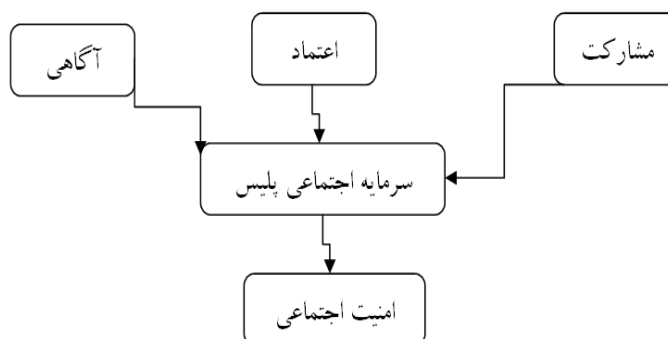 مشارکت
اعتماد
آگاهی
سرمایه اجتماعی پلیس
امنیت اجتماعی